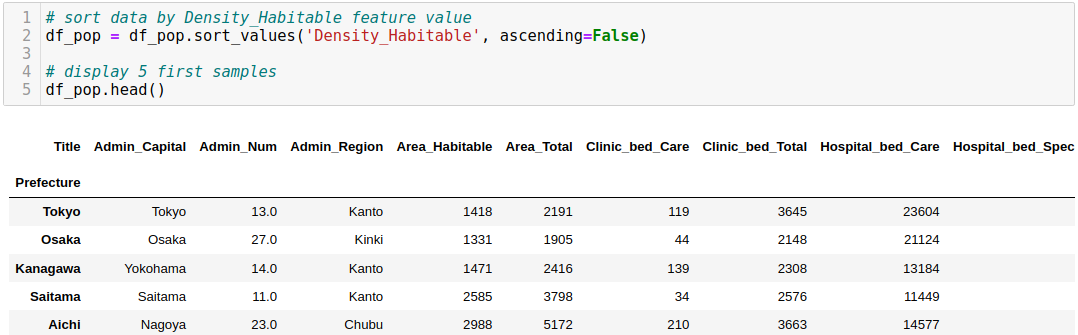 1 # sort data by Density_Habitable feature value
2 df_pop = df_pop.sort_values('Density_Habitable', ascending=False)
3
4 # display 5 first samples
5 df_pop.head()
Title Admin_Capital Admin_Num Admin_Region Area_Habitable Area_Total Clinic_bed_Care Clinic_bed_Total Hospital_bed_Care Hospital_bed_Spec
Prefecture
Tokyo Tokyo 13.0 Kanto 1418 2191 119 3645 23604
Osaka Osaka 27.0 Kinki 1331 1905 44 2148 21124
Kanagawa Yokohama 14.0 Kanto 1471 2416 139 2308 13184
Saitama Saitama 11.0 Kanto 2585 3798 34 2576 11449
Aichi Nagoya 23.0 Chubu 2988 5172 210 3663 14577